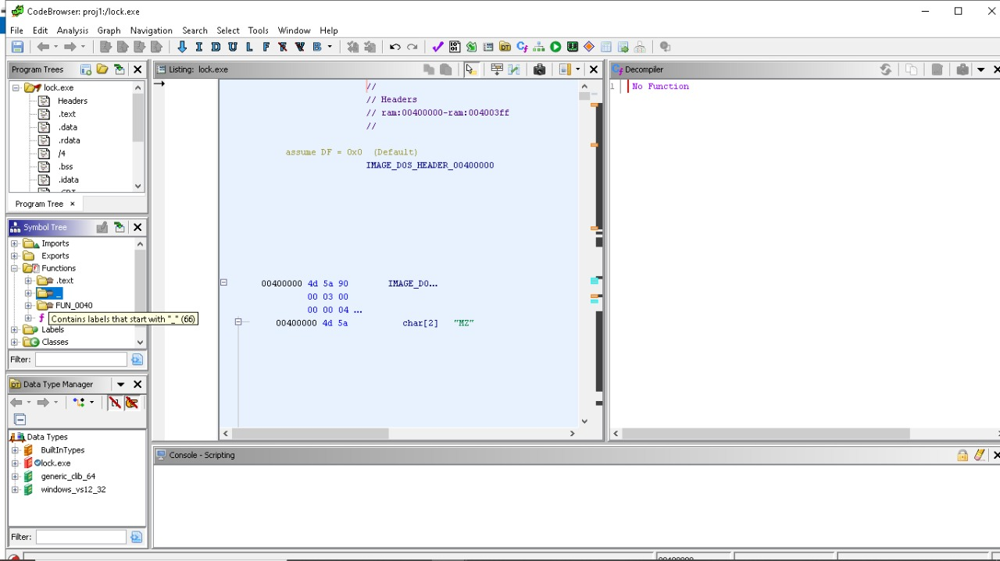 CodeBrowser: proj1:/lock.exe
File Edit Analysis Graph Navigation Search Select Tools Window Help
I D U L F F V B
Program Trees
lock.exe
Headers
.text
.data
.rdata
/4
.bss
.idata
Program Tree ×
Symbol Tree
Imports
Exports
Functions
.text
_
FUN_0040
f
Contains labels that start with "_" (66)
Labels
Classes
Filter:
Data Type Manager
Data Types
BuiltInTypes
lock.exe
generic_clib_64
windows_vs12_32
Filter:
Listing: lock.exe
//
// Headers
// ram:00400000-ram:004003ff
//
assume DF = 0x0 (Default)
IMAGE_DOS_HEADER_00400000
00400000 4d 5a 90 IMAGE_DO...
00 03 00
00 00 04 ...
00400000 4d 5a char[2] "MZ"
Decompiler
1 No Function
Console - Scripting
00400000